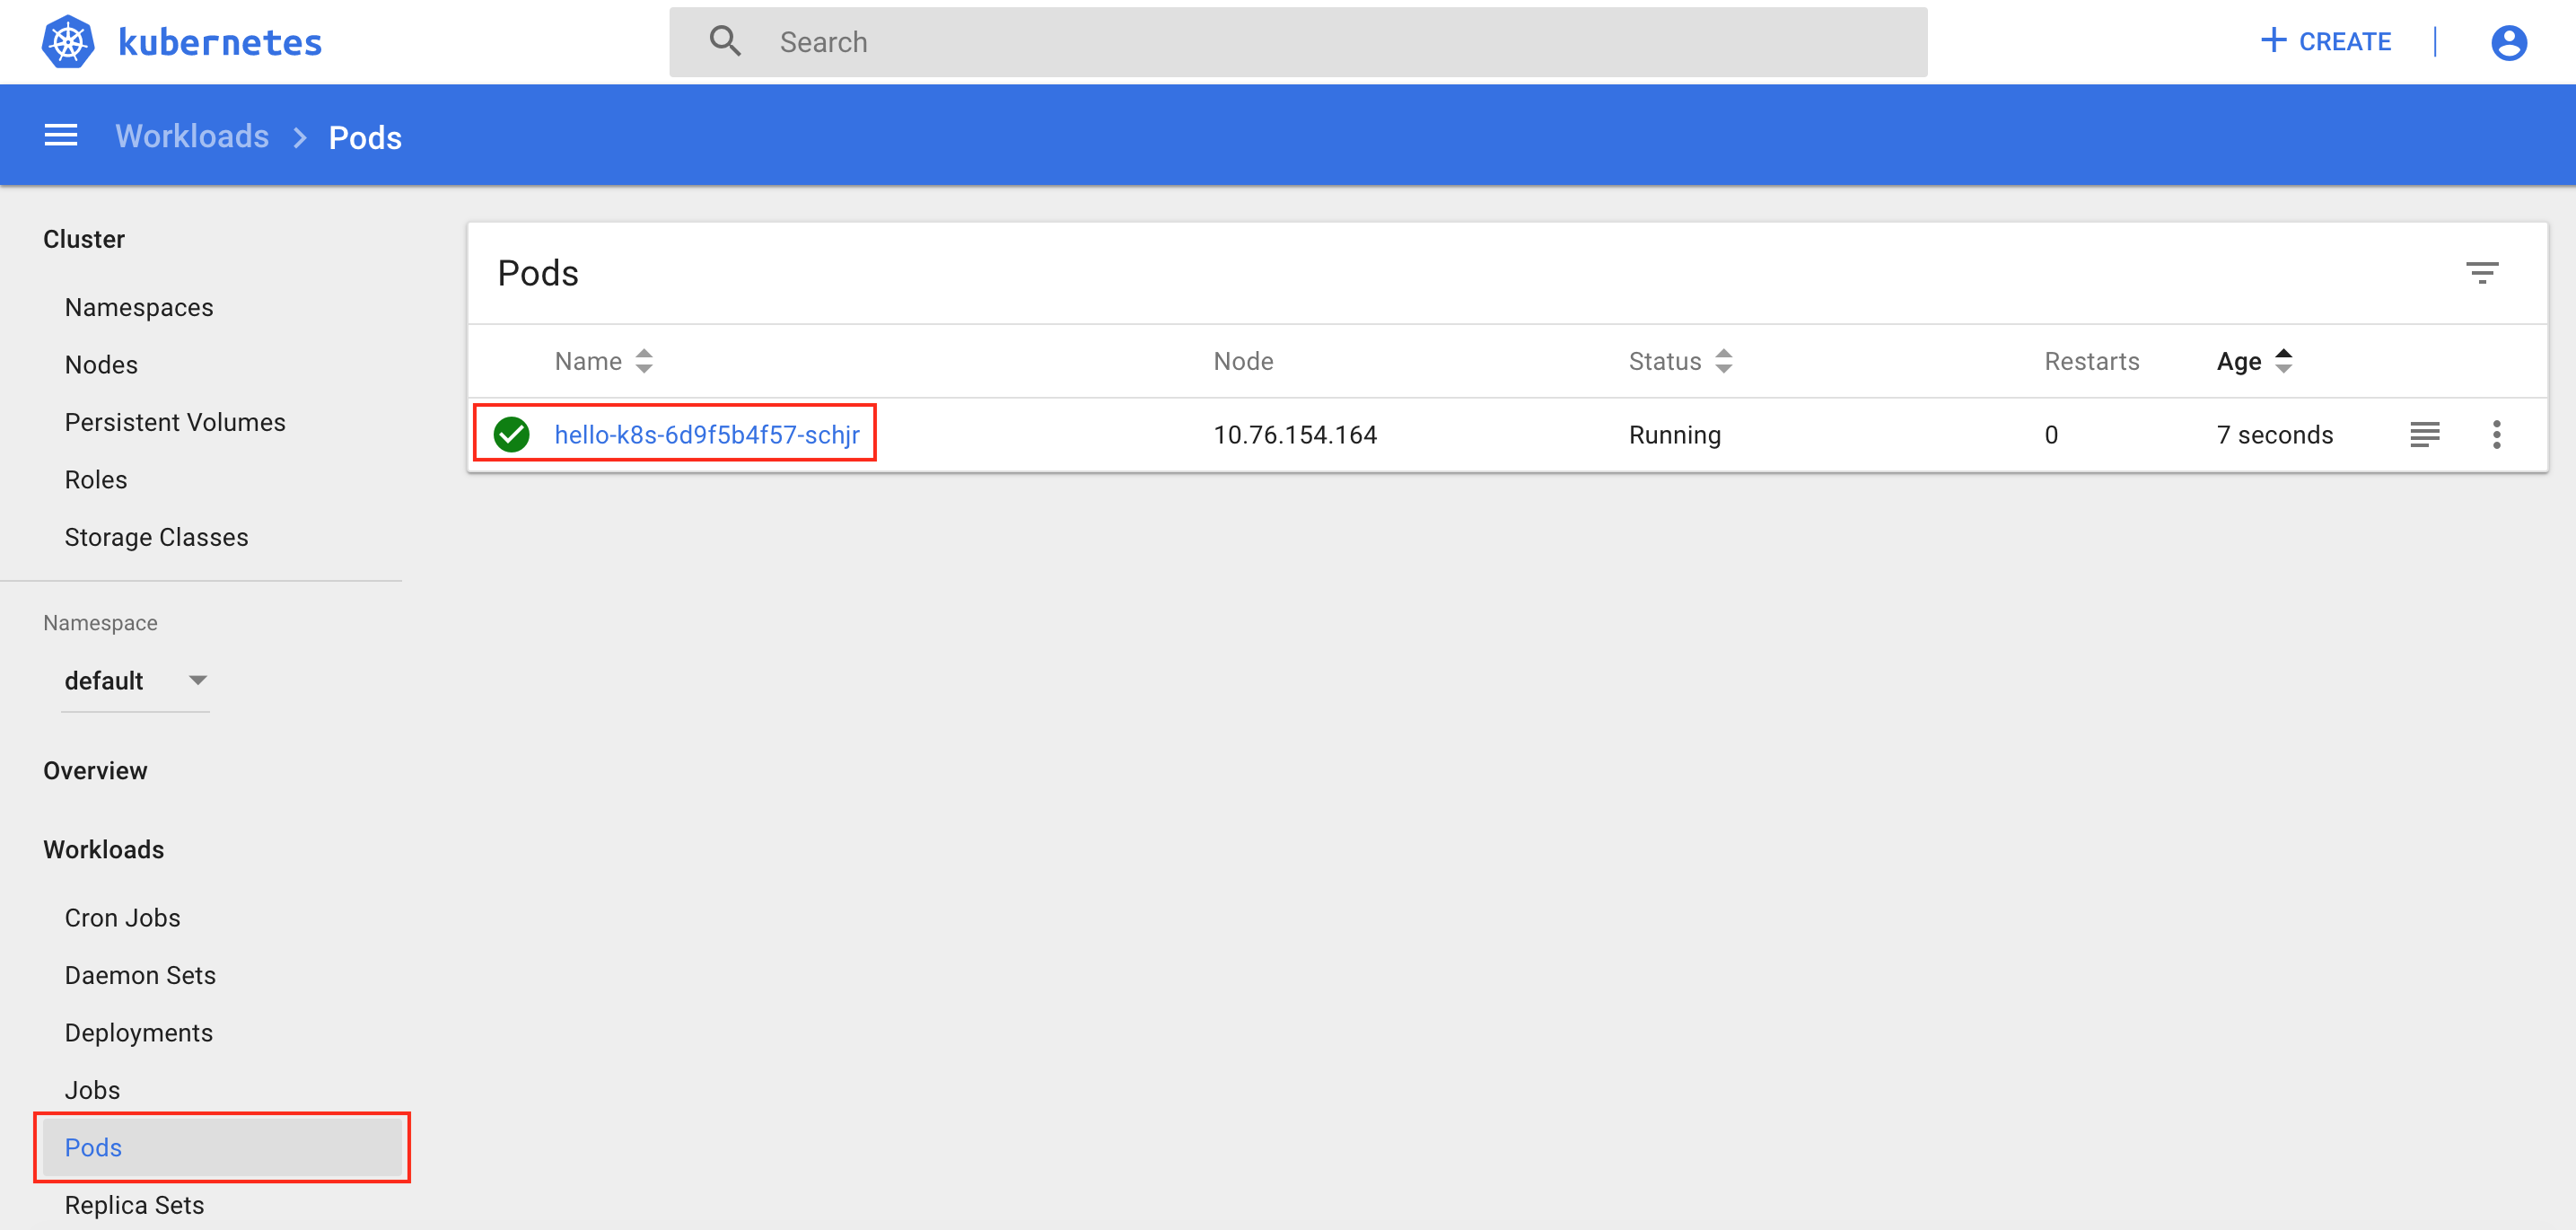 kubernetes
Search
CREATE
Workloads > Pods
Cluster
Namespaces
Nodes
Persistent Volumes
Roles
Storage Classes
Namespace
default
Overview
Workloads
Cron Jobs
Daemon Sets
Deployments
Jobs
Pods
Replica Sets
Pods
Name Node Status Restarts Age
hello-k8s-6d9f5b4f57-schjr 10.76.154.164 Running 0 7 seconds